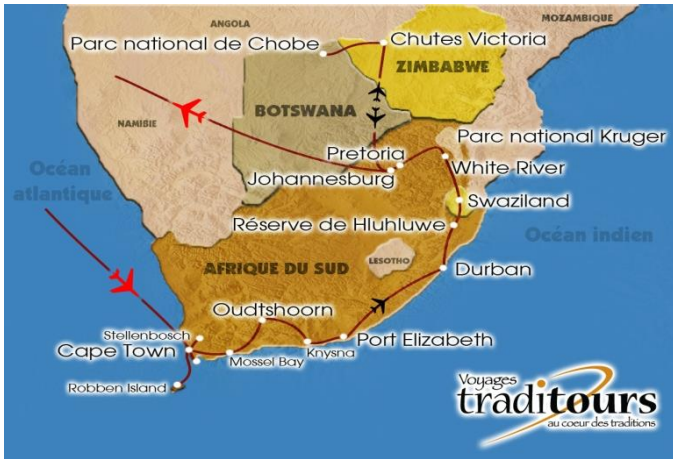 ANGOLA
MOZAMBIQUE
Parc national de Chobe
Chutes Victoria
ZIMBABWE
BOTSWANA
NAMIBIE
Parc national Kruger
Pretoria
White River
Océan
atlantique
Johannesburg
Swaziland
Réserve de Hluhluwe
Océan indien
AFRIQUE DU SUD
LESOTHO
Durban
Oudtshoorn
Stellenbosch
Port Elizabeth
Cape Town
Knysna
Mossel Bay
Robben Island
Voyages
traditours
au coeur des traditions